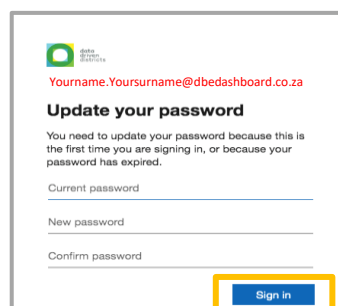 data
driven
districts
Yourname.Yoursurname@dbedashboard.co.za
Update your password
You need to update your password because this is
the first time you are signing in, or because your
password has expired.
Current password
New password
Confirm password
Sign in